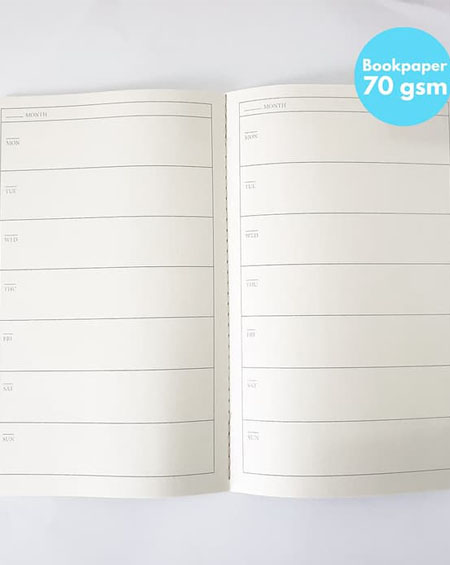 Bookpaper
70 gsm
MONTH
MON
TUE
WED
THU
FRI
SAT
SUN
MONTH
MON
TUE
WED
THU
FRI
SAT
SUN